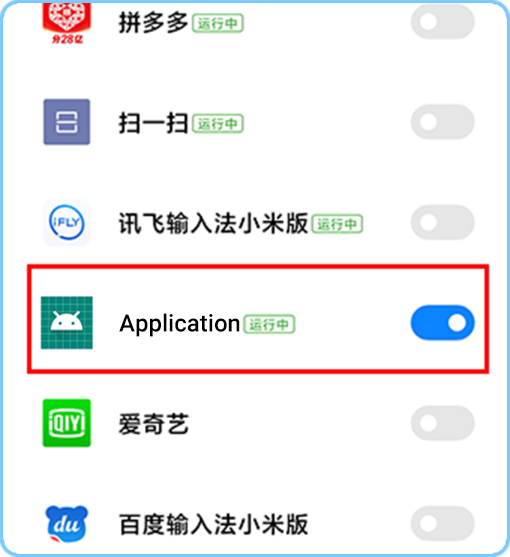 分28亿
拼多多 运行中
扫一扫 运行中
iFLY
讯飞输入法小米版 运行中
Application 运行中
iQIYI
爱奇艺
du
百度输入法小米版